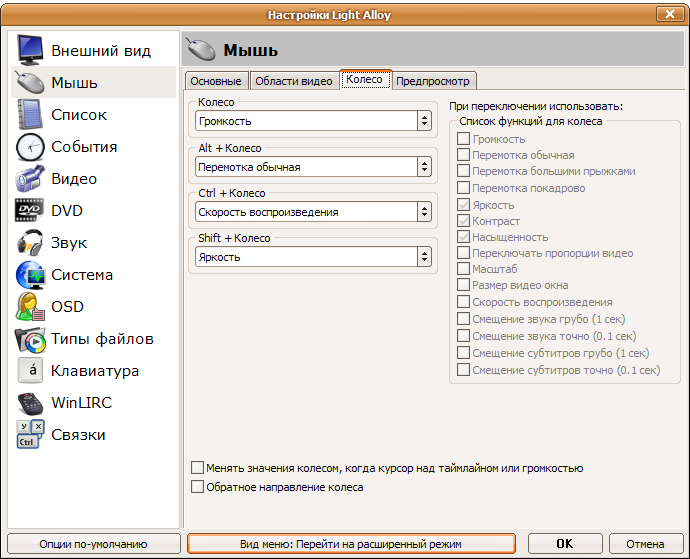 Настройки Light Alloy
Внешний вид
Мышь
Список
События
Видео
DVD
DVD
Звук
Система
OSD
Типы файлов
á
Клавиатура
WinLIRC
У X
Ctrl
Связки
Мышь
Основные Области видео Колесо Предпросмотр
Колесо
Громкость
Alt + Колесо
Перемотка обычная
Ctrl + Колесо
Скорость воспроизведения
Shift + Колесо
Яркость
При переключении использовать:
Список функций для колеса
Громкость
Перемотка обычная
Перемотка большими прыжками
Перемотка покадрово
Яркость
Контраст
Насыщенность
Переключать пропорции видео
Масштаб
Размер видео окна
Скорость воспроизведения
Смещение звука грубо (1 сек)
Смещение звука точно (0.1 сек)
Смещение субтитров грубо (1 сек)
Смещение субтитров точно (0.1 сек)
Менять значения колесом, когда курсор над таймлайном или громкостью
Обратное направление колеса
Опции по-умолчанию Вид меню: Перейти на расширенный режим OK Отмена